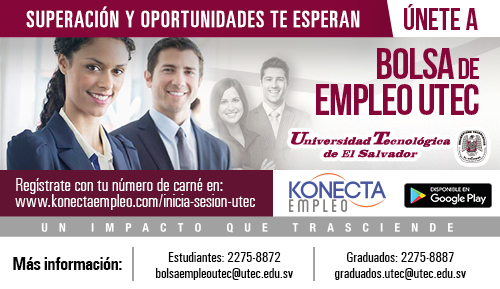 SUPERACIÓN Y OPORTUNIDADES TE ESPERAN
ÚNETE A
BOLSA DE
EMPLEO UTEC
Universidad Tecnológica
de El Salvador
Regístrate con tu número de carné en:
www.konectaempleo.com/inicia-sesion-utec
KONECTA
EMPLEO
DISPONIBLE EN
Google Play
UN IMPACTO QUE TRASCIENDE
Más información:
Estudiantes: 2275-8872
bolsaempleoutec@utec.edu.sv
Graduados: 2275-8887
graduados.utec@utec.edu.sv